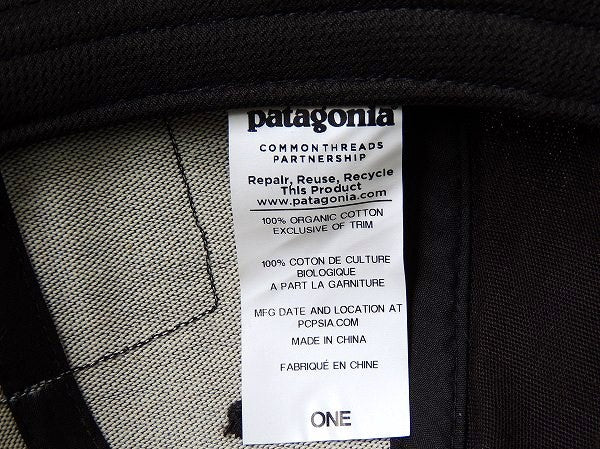 patagonia
COMMONTHREADS
PARTNERSHIP
Repair, Reuse, Recycle
This Product
www.patagonia.com
100% ORGANIC COTTON
EXCLUSIVE OF TRIM
100% COTON DE CULTURE
BIOLOGIQUE
A PART LA GARNITURE
MFG DATE AND LOCATION AT
PCPSIA.COM
MADE IN CHINA
FABRIQUÉ EN CHINE
ONE